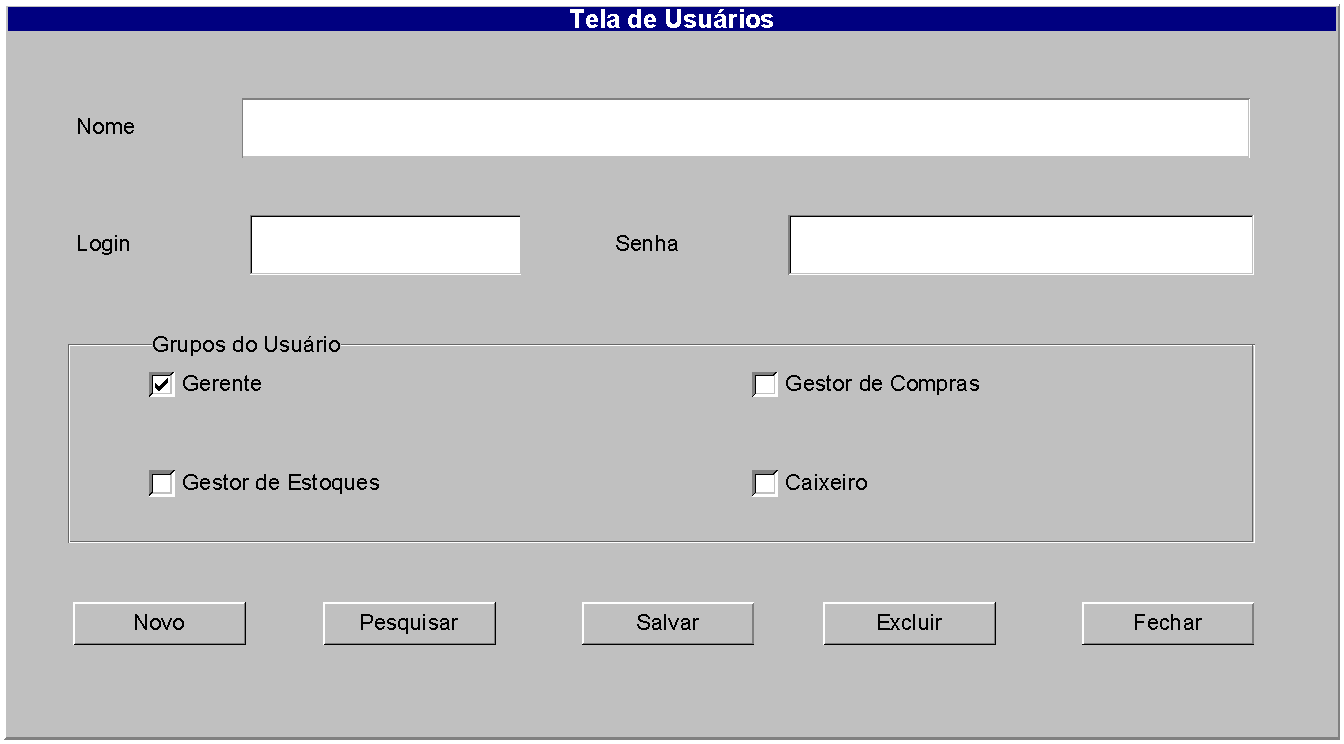 Tela de Usuários
Nome
Login Senha
Grupos do Usuário
Gerente Gestor de Compras
Gestor de Estoques Caixeiro
Novo Pesquisar Salvar Excluir Fechar